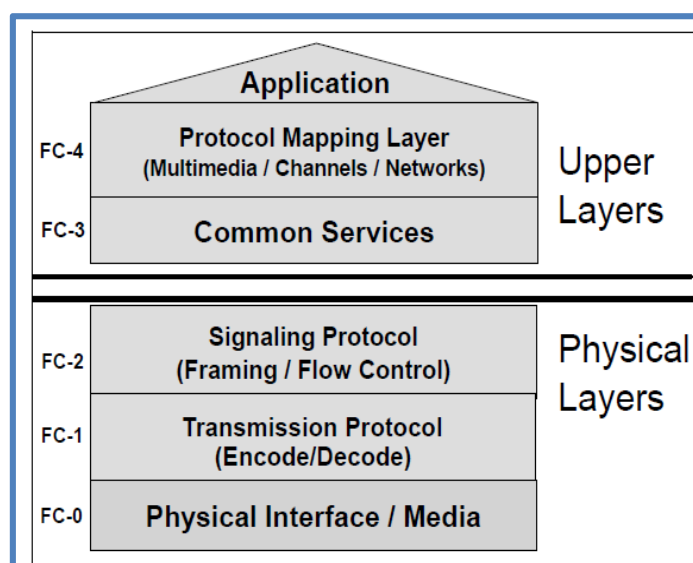 Application
FC-4
Protocol Mapping Layer
(Multimedia / Channels / Networks)
Upper
Layers
FC-3
Common Services
Signaling Protocol
FC-2
(Framing / Flow Control)
Physical
Layers
FC-1
Transmission Protocol
(Encode/Decode)
FC-0
Physical Interface / Media